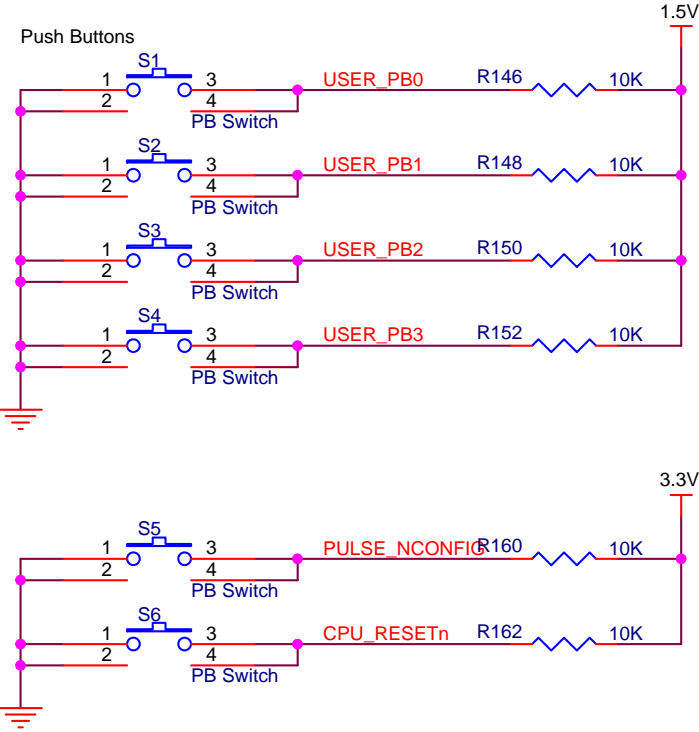 1.5V
Push Buttons
S1
1 3 USER_PB0 R146 10K
2 4
PB Switch
S2
1 3 USER_PB1 R148 10K
2 4
PB Switch
S3
1 3 USER_PB2 R150 10K
2 4
PB Switch
S4
1 3 USER_PB3 R152 10K
2 4
PB Switch
3.3V
S5
1 3 PULSE_NCONFIG R160 10K
2 4
PB Switch
S6
1 3 CPU_RESETn R162 10K
2 4
PB Switch